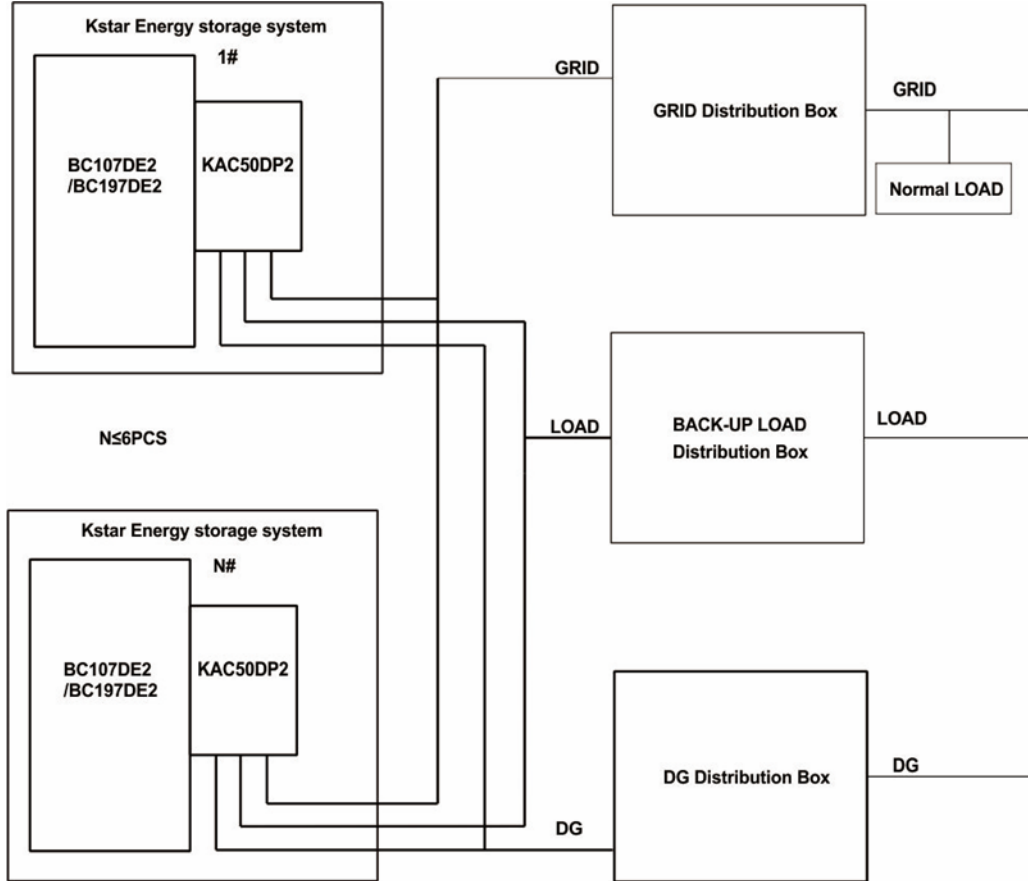 Kstar Energy storage system
1#
BC107DE2
/BC197DE2
KAC50DP2
GRID
GRID Distribution Box
GRID
Normal LOAD
N≤6PCS
LOAD
BACK-UP LOAD
Distribution Box
LOAD
Kstar Energy storage system
N#
BC107DE2
/BC197DE2
KAC50DP2
DG
DG Distribution Box
DG